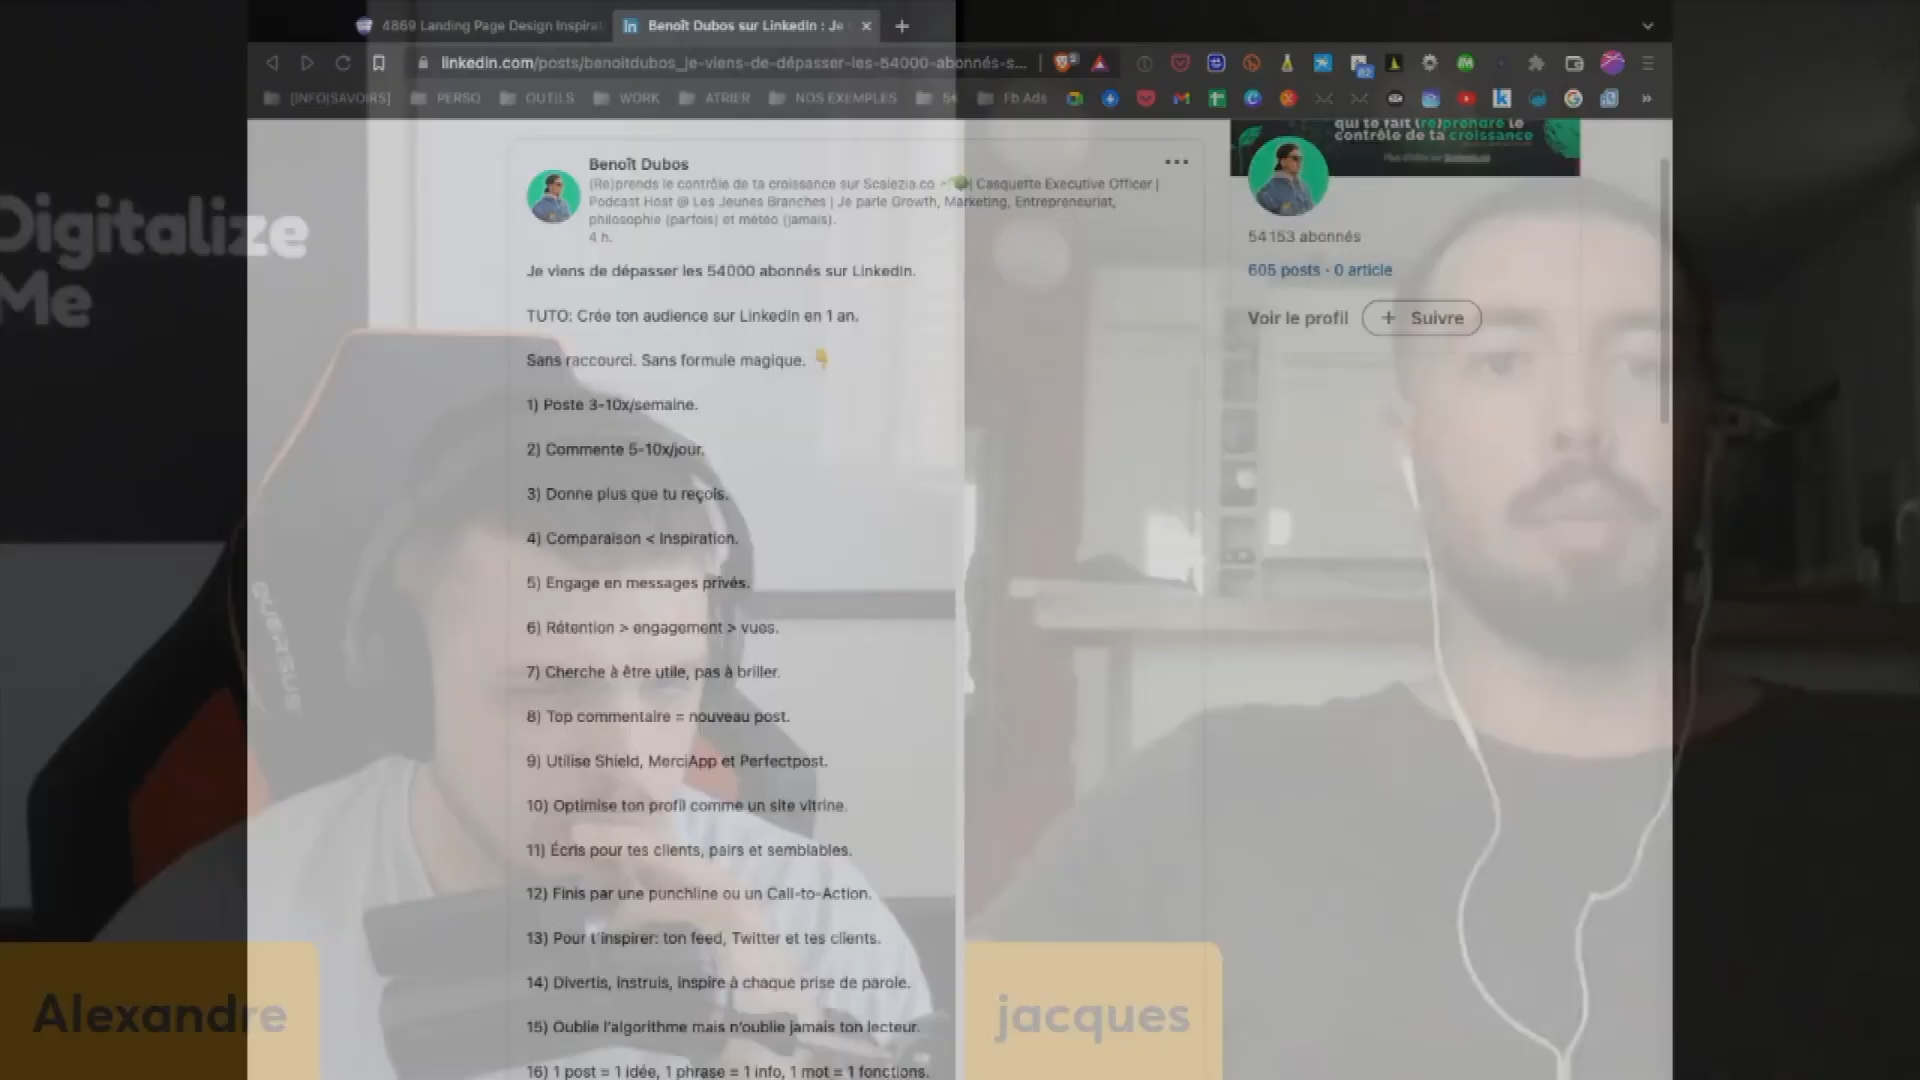 4869 Landing Page Design Inspirat
Benoît Dubos sur LinkedIn : Je
linkedin.com/posts/benoitdubos_je-viens-de-dépasser-les-54000-abonnés-s...
[INFO|SAVOIRS] PERSO OUTILS WORK ATRIER NOS EXEMPLES Fb Ads
qui te fait (re)prendre le
contrôle de ta croissance
Benoît Dubos
(Re)prends le contrôle de ta croissance sur Scalezia.co | Casquette Executive Officer |
Podcast Host @ Les Jeunes Branches | Je parle Growth, Marketing, Entrepreneuriat,
philosophie (parfois) et météo (jamais).
4 h.
54 153 abonnés
605 posts · 0 article
Voir le profil
+ Suivre
Digitalize
Me
Je viens de dépasser les 54000 abonnés sur LinkedIn.
TUTO: Crée ton audience sur LinkedIn en 1 an.
Sans raccourci. Sans formule magique. 👇
1) Poste 3-10x/semaine.
2) Commente 5-10x/jour.
3) Donne plus que tu reçois.
4) Comparaison < Inspiration.
5) Engage en messages privés.
6) Rétention > engagement > vues.
7) Cherche à être utile, pas à briller.
8) Top commentaire = nouveau post.
9) Utilise Shield, MerciApp et Perfectpost.
10) Optimise ton profil comme un site vitrine.
11) Écris pour tes clients, pairs et semblables.
12) Finis par une punchline ou un Call-to-Action.
13) Pour t'inspirer: ton feed, Twitter et tes clients.
14) Divertis, instruis, inspire à chaque prise de parole.
15) Oublie l'algorithme mais n'oublie jamais ton lecteur.
16) 1 post = 1 idée, 1 phrase = 1 info, 1 mot = 1 fonctions.
QUERSUS
Alexandre
jacques